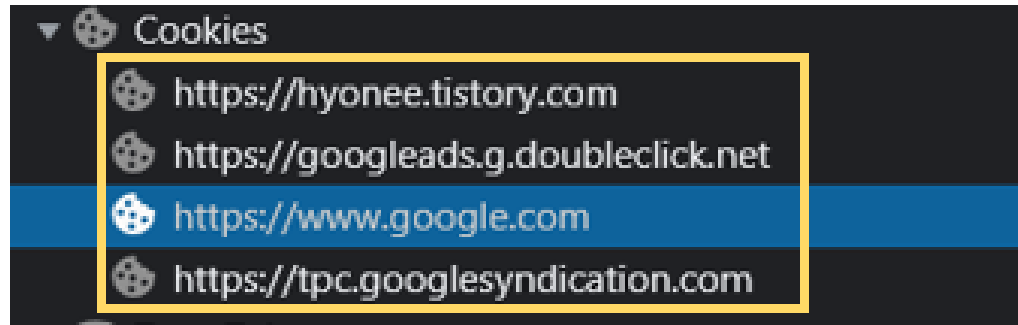 Cookies
https://hyonee.tistory.com
https://googleads.g.doubleclick.net
https://www.google.com
https://tpc.googlesyndication.com